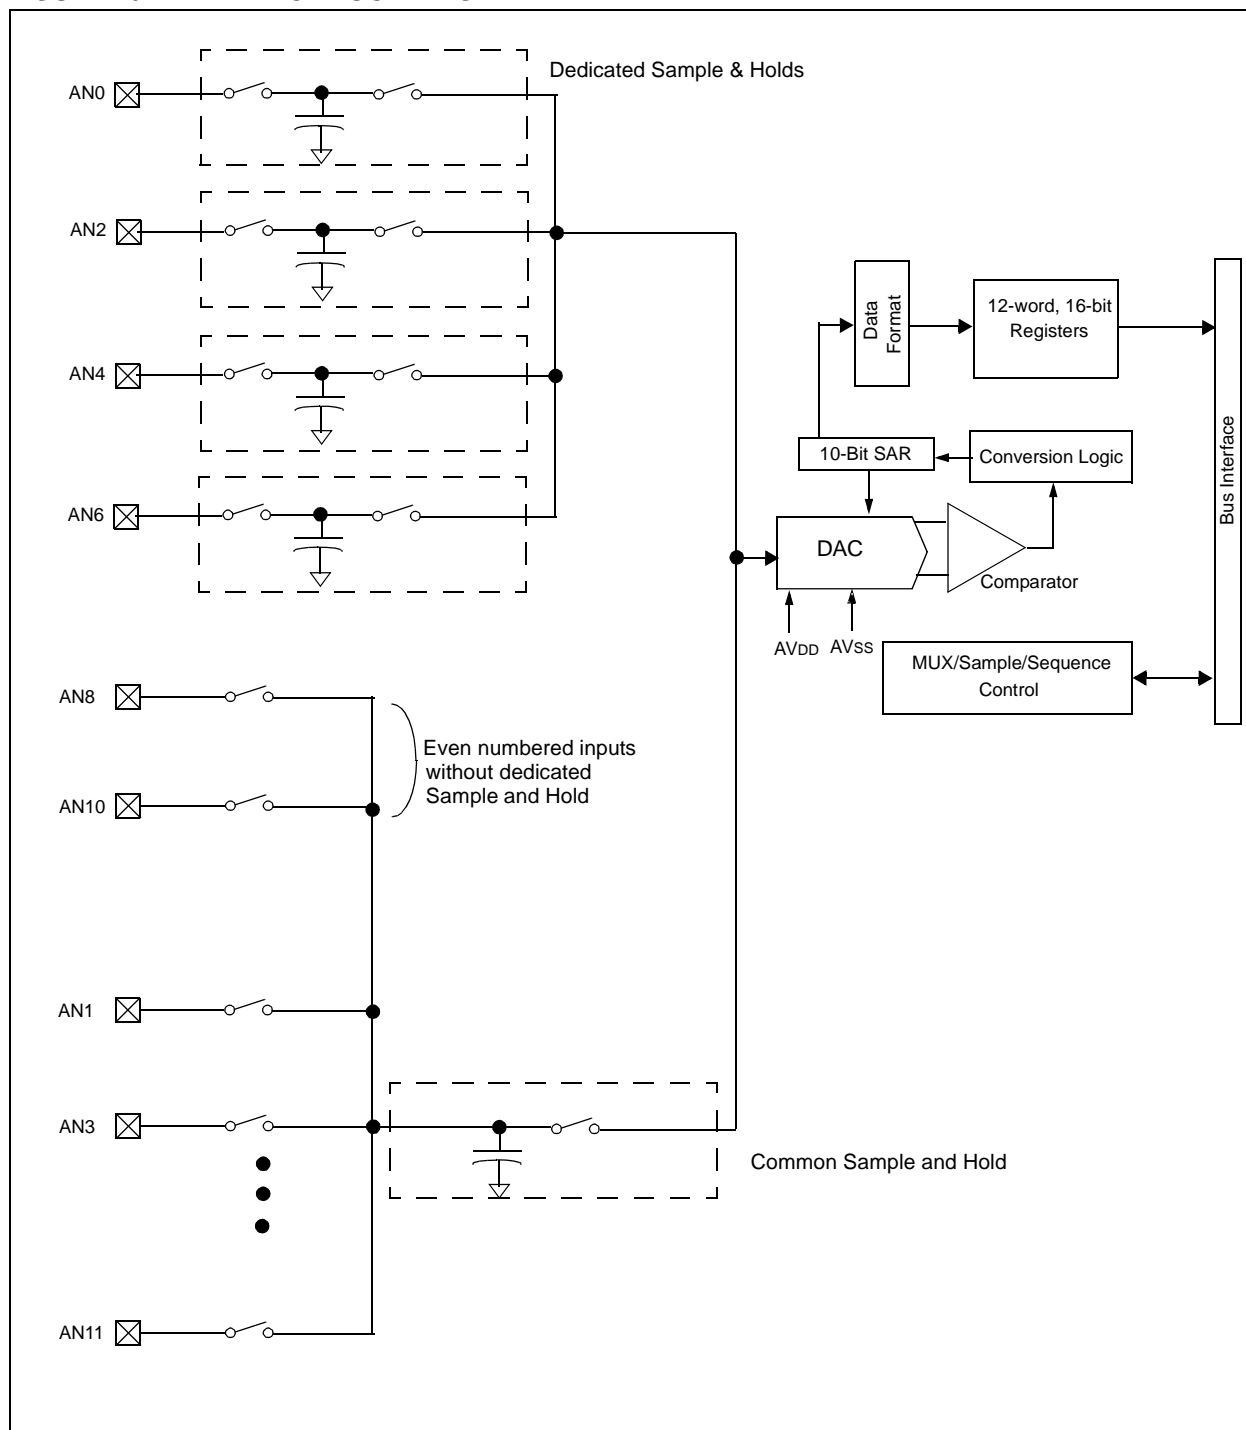 Dedicated Sample & Holds
AN0
AN2
AN4
AN6
Data
Format
12-word, 16-bit
Registers
Bus Interface
10-Bit SAR
Conversion Logic
DAC
Comparator
AVDD
AVSS
MUX/Sample/Sequence
Control
AN8
Even numbered inputs
without dedicated
Sample and Hold
AN10
AN1
AN3
Common Sample and Hold
AN11